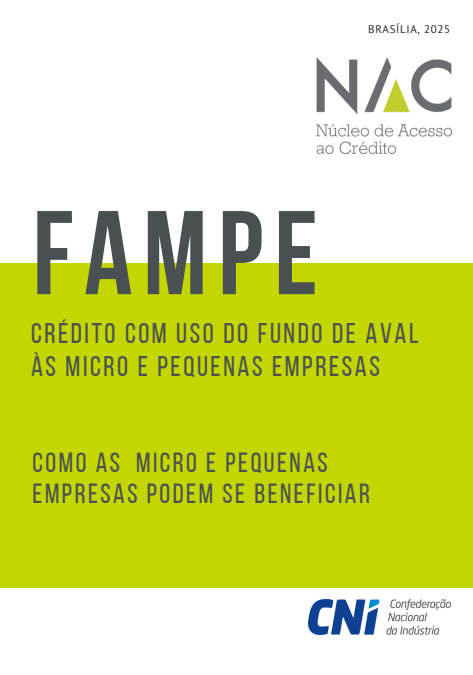 BRASÍLIA, 2025
NAC
Núcleo de Acesso
ao Crédito
FAMPE
CRÉDITO COM USO DO FUNDO DE AVAL
ÀS MICRO E PEQUENAS EMPRESAS
COMO AS MICRO E PEQUENAS
EMPRESAS PODEM SE BENEFICIAR
CNI
Confederação
Nacional
da Indústria